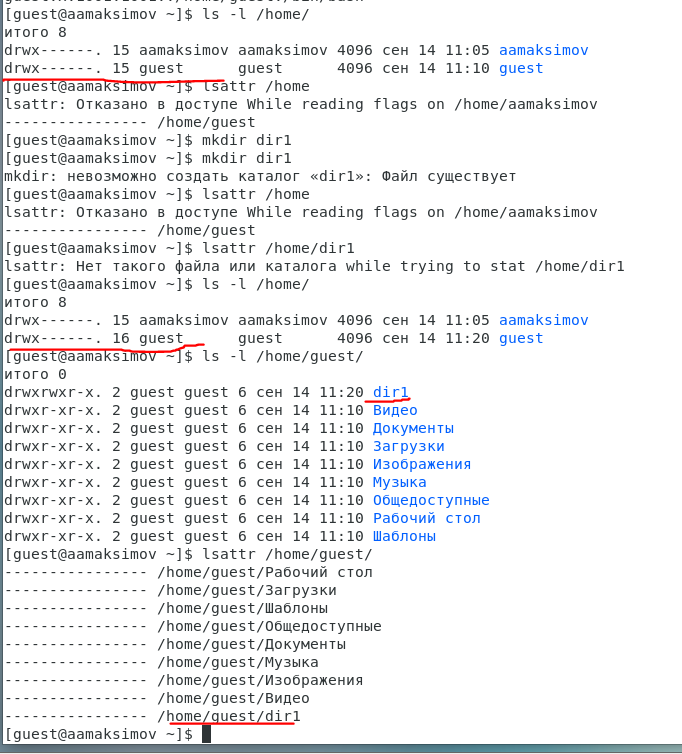 [guest@aamaksimov ~]$ ls -l /home/
итого 8
drwx------. 15 aamaksimov aamaksimov 4096 сен 14 11:05 aamaksimov
drwx------. 15 guest      guest      4096 сен 14 11:10 guest
[guest@aamaksimov ~]$ lsattr /home
lsattr: Отказано в доступе While reading flags on /home/aamaksimov
---------------- /home/guest
[guest@aamaksimov ~]$ mkdir dir1
[guest@aamaksimov ~]$ mkdir dir1
mkdir: невозможно создать каталог «dir1»: Файл существует
[guest@aamaksimov ~]$ lsattr /home
lsattr: Отказано в доступе While reading flags on /home/aamaksimov
---------------- /home/guest
[guest@aamaksimov ~]$ lsattr /home/dir1
lsattr: Нет такого файла или каталога while trying to stat /home/dir1
[guest@aamaksimov ~]$ ls -l /home/
итого 8
drwx------. 15 aamaksimov aamaksimov 4096 сен 14 11:05 aamaksimov
drwx------. 16 guest      guest      4096 сен 14 11:20 guest
[guest@aamaksimov ~]$ ls -l /home/guest/
итого 0
drwxrwxr-x. 2 guest guest 6 сен 14 11:20 dir1
drwxr-xr-x. 2 guest guest 6 сен 14 11:10 Видео
drwxr-xr-x. 2 guest guest 6 сен 14 11:10 Документы
drwxr-xr-x. 2 guest guest 6 сен 14 11:10 Загрузки
drwxr-xr-x. 2 guest guest 6 сен 14 11:10 Изображения
drwxr-xr-x. 2 guest guest 6 сен 14 11:10 Музыка
drwxr-xr-x. 2 guest guest 6 сен 14 11:10 Общедоступные
drwxr-xr-x. 2 guest guest 6 сен 14 11:10 Рабочий стол
drwxr-xr-x. 2 guest guest 6 сен 14 11:10 Шаблоны
[guest@aamaksimov ~]$ lsattr /home/guest/
---------------- /home/guest/Рабочий стол
---------------- /home/guest/Загрузки
---------------- /home/guest/Шаблоны
---------------- /home/guest/Общедоступные
---------------- /home/guest/Документы
---------------- /home/guest/Музыка
---------------- /home/guest/Изображения
---------------- /home/guest/Видео
---------------- /home/guest/dir1
[guest@aamaksimov ~]$